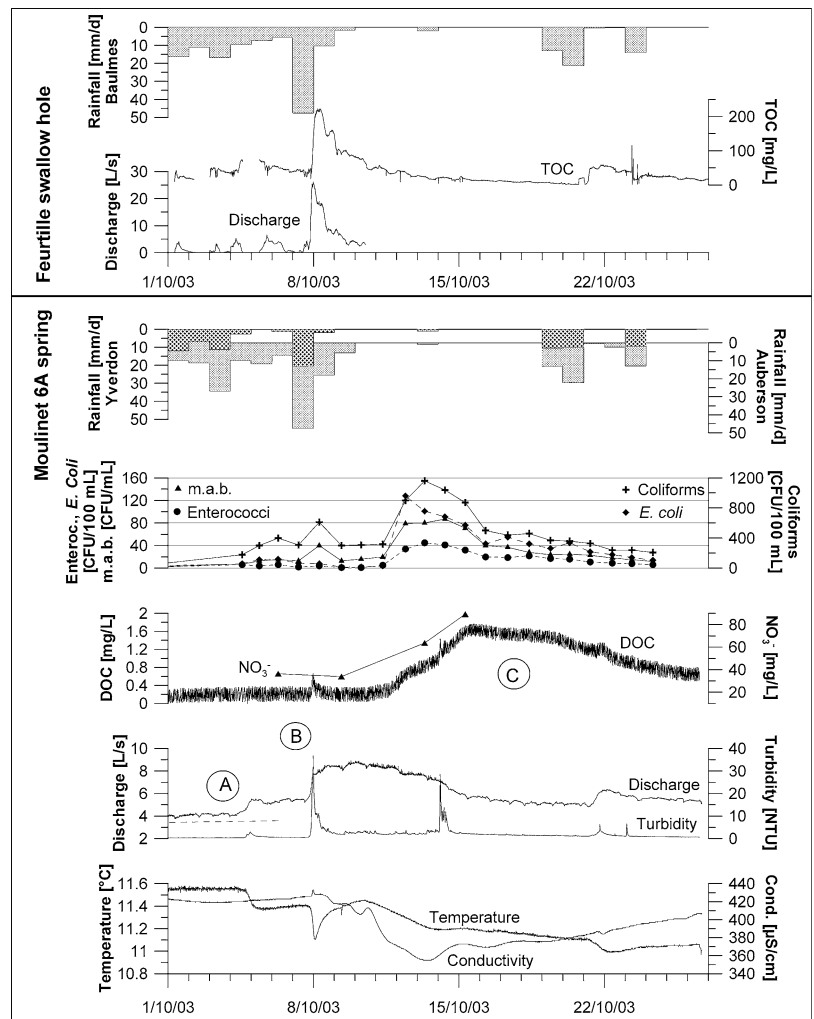 Feurtille swallow hole
Rainfall [mm/d]
Baulmes
0
10
20
30
40
50
TOC [mg/L]
200
100
0
TOC
Discharge [L/s]
30
20
10
0
Discharge
1/10/03
8/10/03
15/10/03
22/10/03
Moulinet 6A spring
Rainfall [mm/d]
Yverdon
0
10
20
30
40
50
Rainfall [mm/d]
Auberson
0
10
20
30
40
50
Enteroc., E. Coli
[CFU/100 mL]
m.a.b. [CFU/mL]
160
120
80
40
0
m.a.b.
Enterococci
Coliforms
E. coli
Coliforms
[CFU/100 mL]
1200
800
400
0
DOC [mg/L]
2
1.6
1.2
0.8
0.4
0
NO3-
DOC
C
NO3- [mg/L]
80
60
40
20
Discharge [L/s]
10
8
6
4
2
A
B
Discharge
Turbidity
Turbidity [NTU]
40
30
20
10
0
Temperature [°C]
11.6
11.4
11.2
11
10.8
Temperature
Conductivity
Cond. [µS/cm]
440
420
400
380
360
340
1/10/03
8/10/03
15/10/03
22/10/03